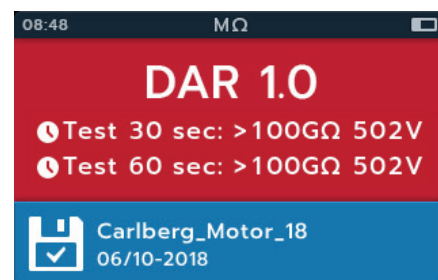 08:48 MΩ
DAR 1.0
Test 30 sec: >100GΩ 502V
Test 60 sec: >100GΩ 502V
Carlberg_Motor_18
06/10-2018